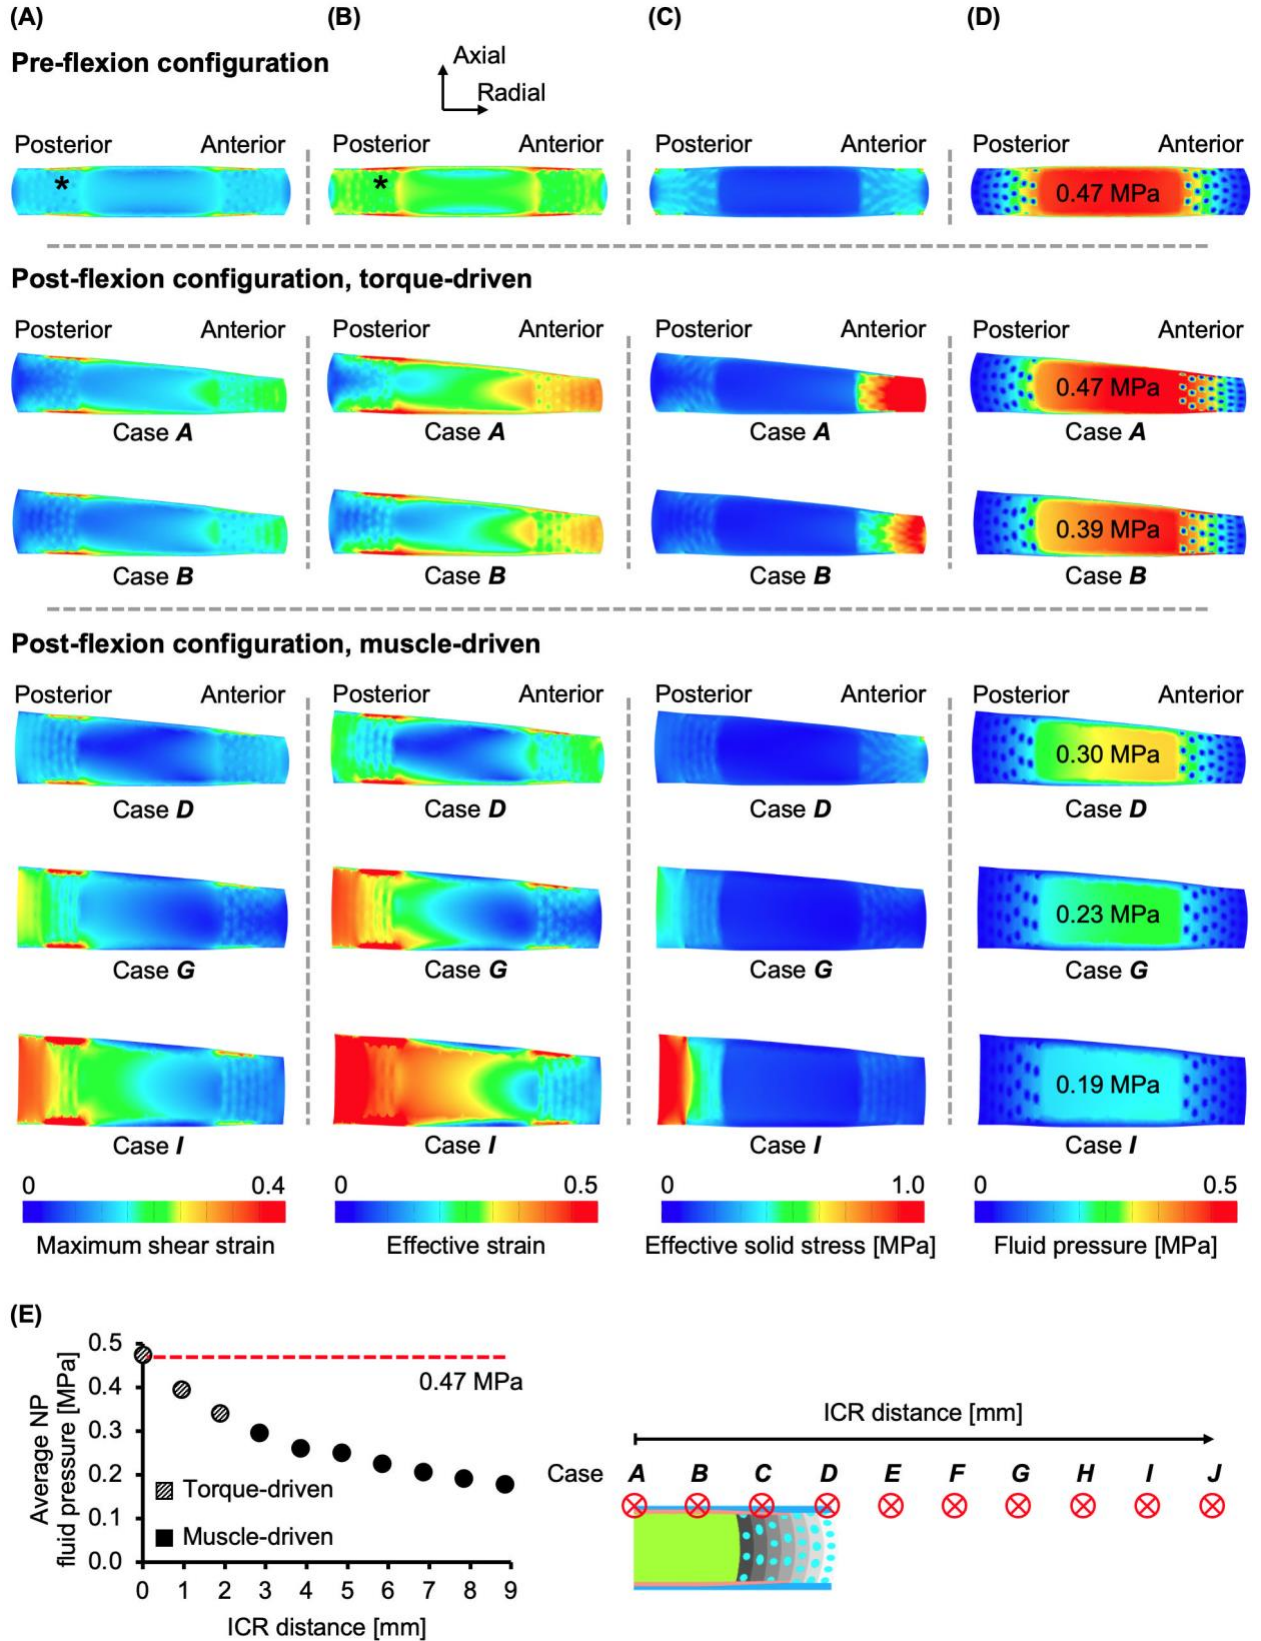 (A) (B) (C) (D)
Pre-flexion configuration
Axial
Radial
Posterior Anterior Posterior Anterior Posterior Anterior Posterior Anterior
* * 0.47 MPa
Post-flexion configuration, torque-driven
Posterior Anterior Posterior Anterior Posterior Anterior Posterior Anterior
0.47 MPa
Case A Case A Case A Case A
0.39 MPa
Case B Case B Case B Case B
Post-flexion configuration, muscle-driven
Posterior Anterior Posterior Anterior Posterior Anterior Posterior Anterior
0.30 MPa
Case D Case D Case D Case D
0.23 MPa
Case G Case G Case G Case G
0.19 MPa
Case I Case I Case I Case I
0 0.4 0 0.5 0 1.0 0 0.5
Maximum shear strain Effective strain Effective solid stress [MPa] Fluid pressure [MPa]
(E)
Average NP
fluid pressure [MPa]
0.5
0.4
0.3
0.2
0.1
0.0
0.47 MPa
Torque-driven
Muscle-driven
0 1 2 3 4 5 6 7 8 9
ICR distance [mm]
ICR distance [mm]
Case A B C D E F G H I J